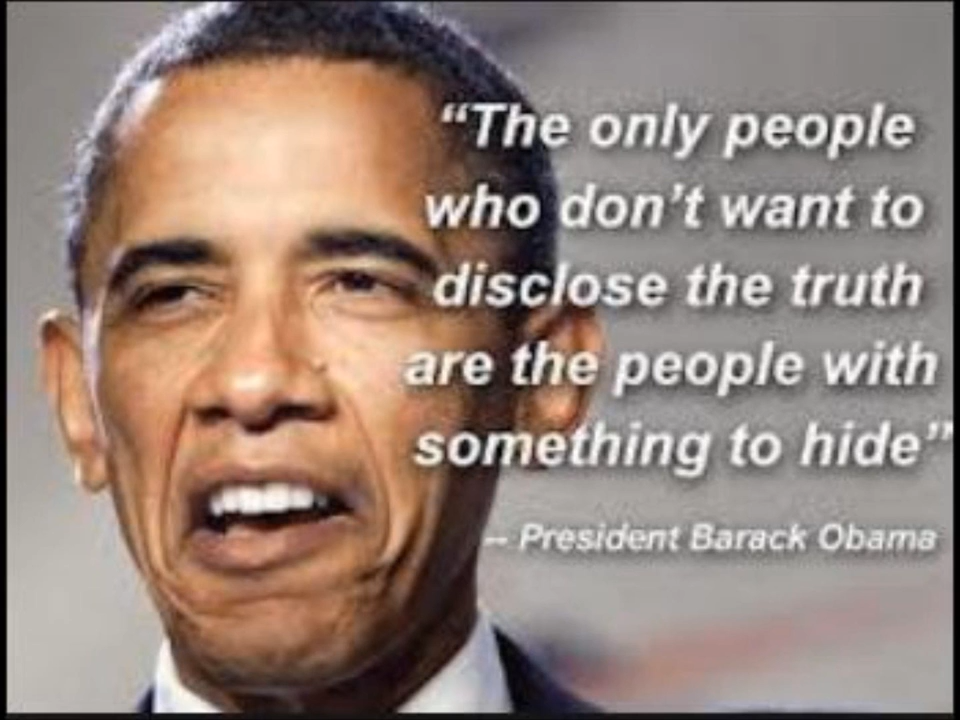 “The only people
who don’t want to
disclose the truth
are the people with
something to hide”
-- President Barack Obama